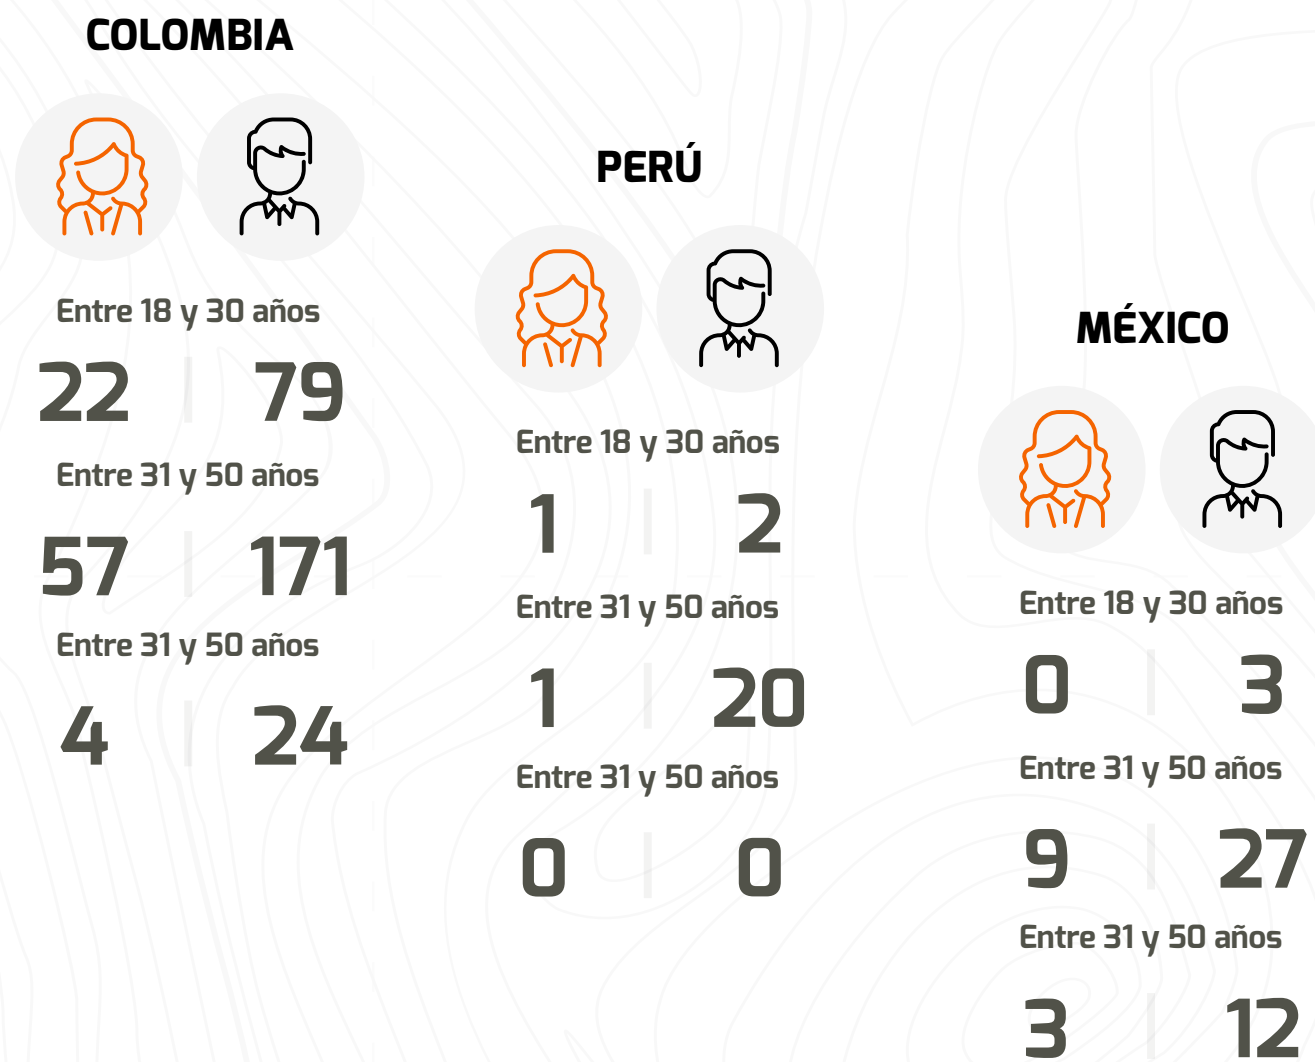 COLOMBIA
Entre 18 y 30 años
22 79
Entre 31 y 50 años
57 171
Entre 31 y 50 años
4 24
PERÚ
Entre 18 y 30 años
1 2
Entre 31 y 50 años
1 20
Entre 31 y 50 años
0 0
MÉXICO
Entre 18 y 30 años
0 3
Entre 31 y 50 años
9 27
Entre 31 y 50 años
3 12